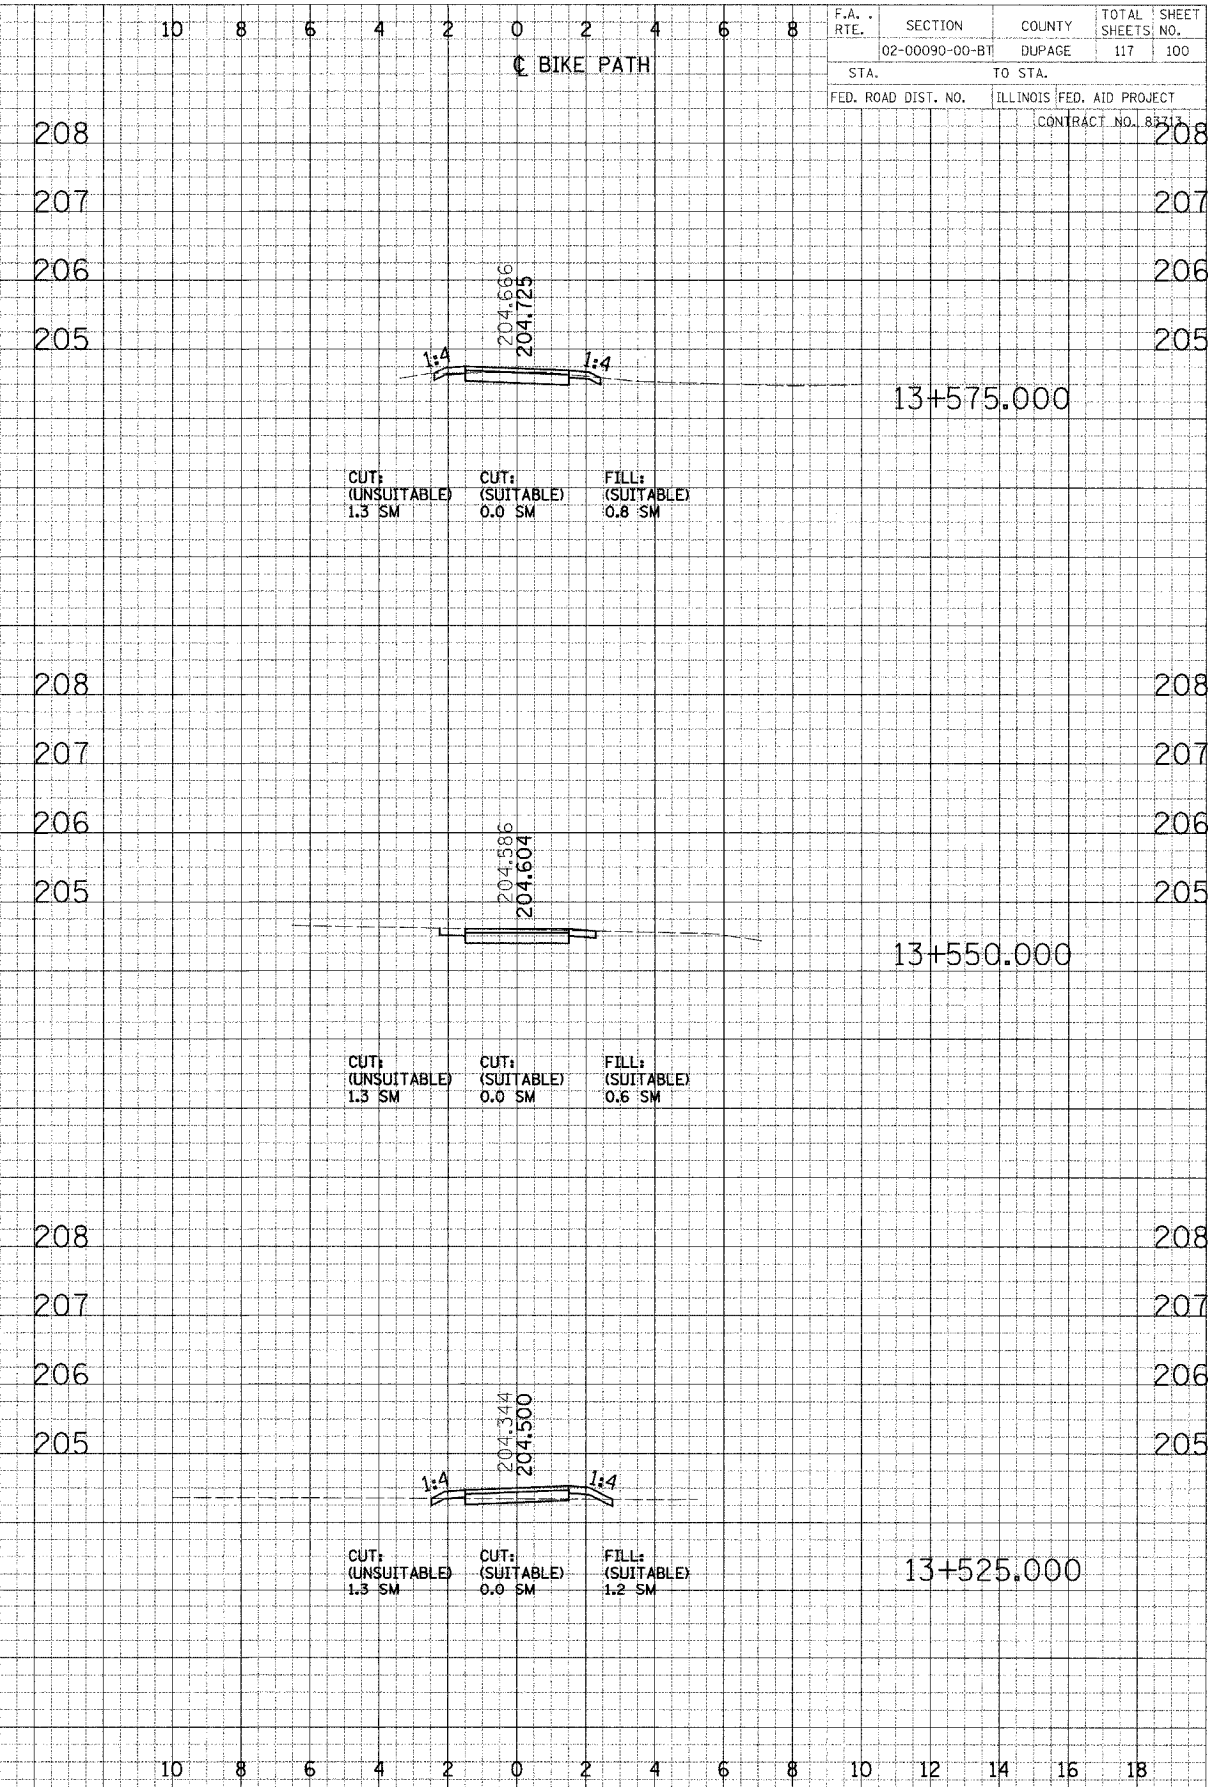 10 8 6 4 2 0 2 4 6 8
℄ BIKE PATH
F.A. . RTE. SECTION COUNTY TOTAL SHEETS SHEET NO.
02-00090-00-BT DUPAGE 117 100
STA. TO STA.
FED. ROAD DIST. NO. ILLINOIS FED. AID PROJECT
CONTRACT NO.
208 208
207 207
206 206
205 205
204.666
204.725
1:4 1:4
13+575.000
CUT: CUT: FILL:
(UNSUITABLE) (SUITABLE) (SUITABLE)
1.3 SM 0.0 SM 0.8 SM
208 208
207 207
206 206
205 205
204.586
204.604
13+550.000
CUT: CUT: FILL:
(UNSUITABLE) (SUITABLE) (SUITABLE)
1.3 SM 0.0 SM 0.6 SM
208 208
207 207
206 206
205 205
204.344
204.500
1:4 1:4
CUT: CUT: FILL:
(UNSUITABLE) (SUITABLE) (SUITABLE)
1.3 SM 0.0 SM 1.2 SM
13+525.000
10 8 6 4 2 0 2 4 6 8 10 12 14 16 18